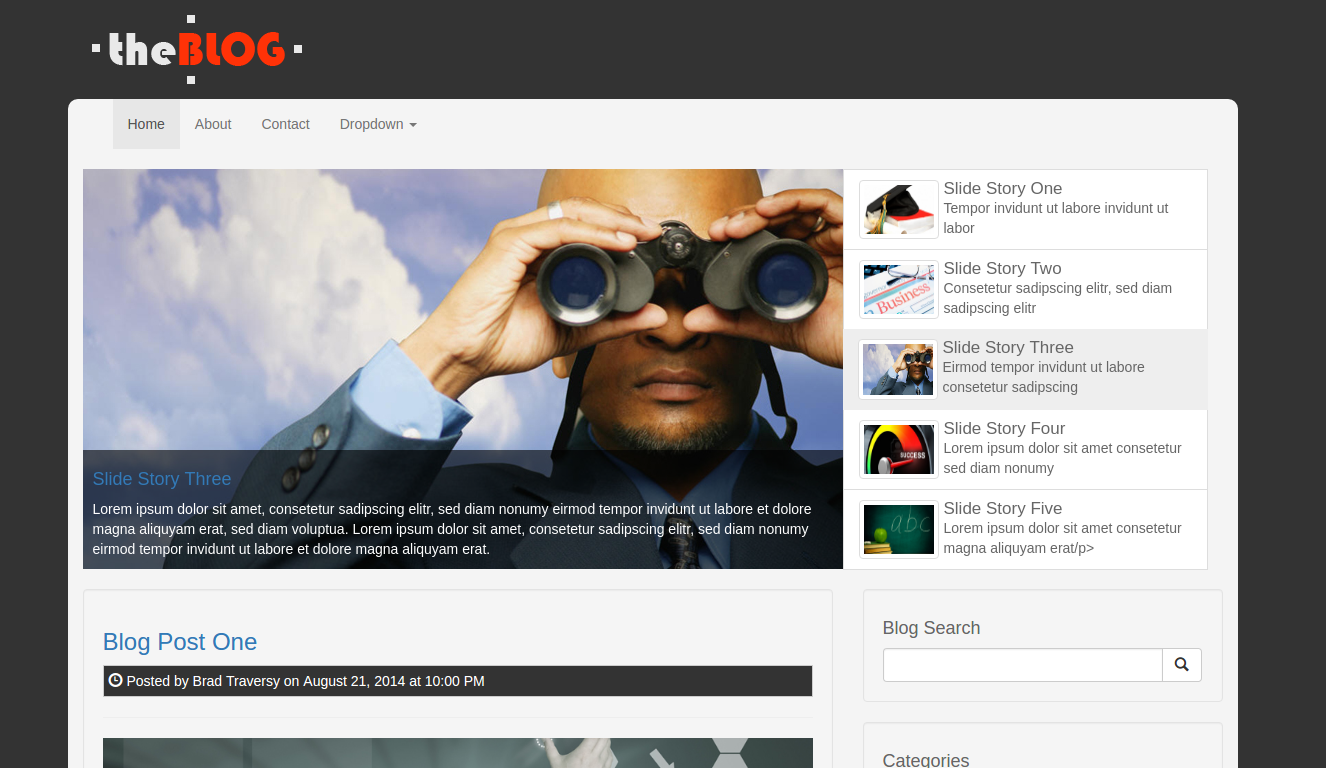 theBLOG
Home About Contact Dropdown
Slide Story One
Tempor invidunt ut labore invidunt ut
labor
Business
Slide Story Two
Consetetur sadipscing elitr, sed diam
sadipscing elitr
Slide Story Three
Eirmod tempor invidunt ut labore
consetetur sadipscing
SUCCESS
Slide Story Four
Lorem ipsum dolor sit amet consetetur
sed diam nonumy
abc
Slide Story Five
Lorem ipsum dolor sit amet consetetur
magna aliquyam erat/p>
Slide Story Three
Lorem ipsum dolor sit amet, consetetur sadipscing elitr, sed diam nonumy eirmod tempor invidunt ut labore et dolore
magna aliquyam erat, sed diam voluptua. Lorem ipsum dolor sit amet, consetetur sadipscing elitr, sed diam nonumy
eirmod tempor invidunt ut labore et dolore magna aliquyam erat.
Blog Post One
Posted by Brad Traversy on August 21, 2014 at 10:00 PM
Blog Search
Categories